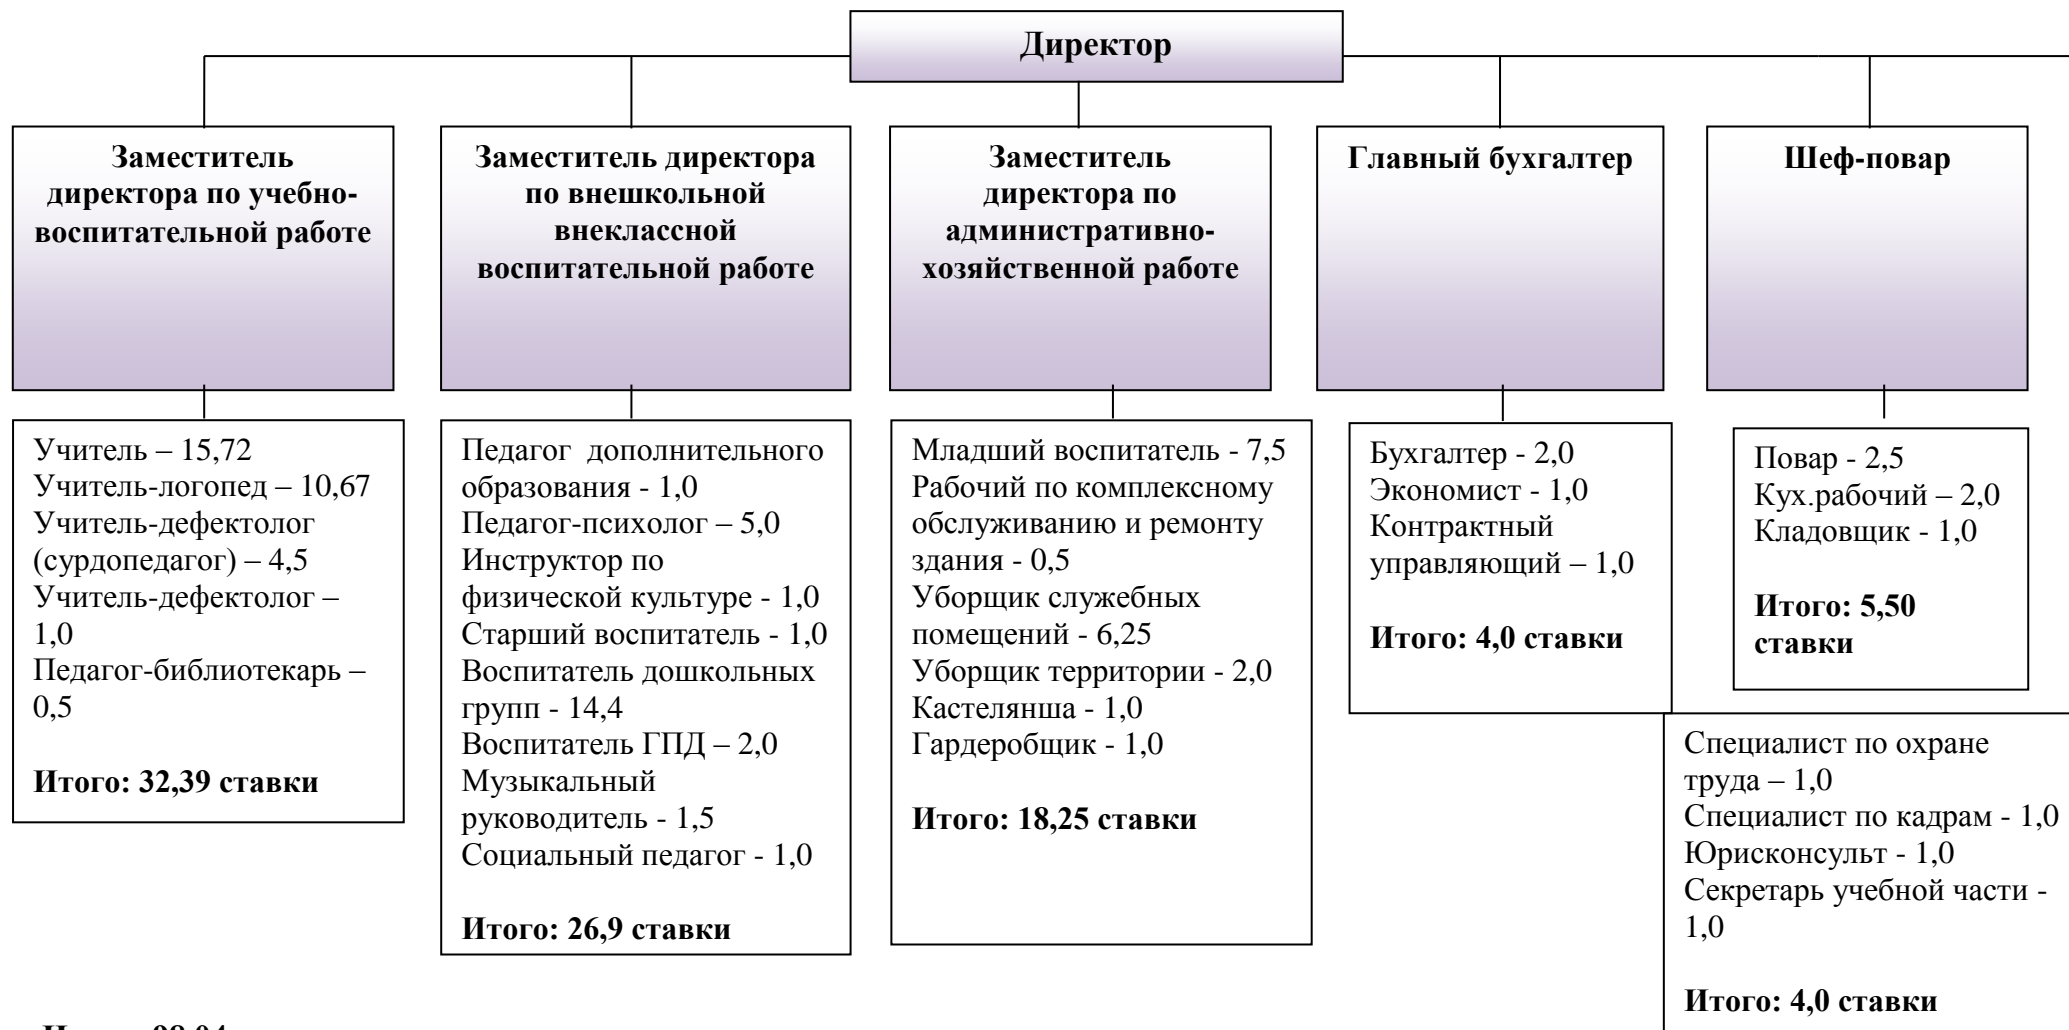 Директор
Заместитель
директора по учебно-
воспитательной работе
Заместитель директора
по внешкольной
внеклассной
воспитательной работе
Заместитель
директора по
административно-
хозяйственной работе
Главный бухгалтер
Шеф-повар
Учитель – 15,72
Учитель-логопед – 10,67
Учитель-дефектолог
(сурдопедагог) – 4,5
Учитель-дефектолог –
1,0
Педагог-библиотекарь –
0,5
Итого: 32,39 ставки
Педагог дополнительного
образования - 1,0
Педагог-психолог – 5,0
Инструктор по
физической культуре - 1,0
Старший воспитатель - 1,0
Воспитатель дошкольных
групп - 14,4
Воспитатель ГПД – 2,0
Музыкальный
руководитель - 1,5
Социальный педагог - 1,0
Итого: 26,9 ставки
Младший воспитатель - 7,5
Рабочий по комплексному
обслуживанию и ремонту
здания - 0,5
Уборщик служебных
помещений - 6,25
Уборщик территории - 2,0
Кастелянша - 1,0
Гардеробщик - 1,0
Итого: 18,25 ставки
Бухгалтер - 2,0
Экономист - 1,0
Контрактный
управляющий – 1,0
Итого: 4,0 ставки
Повар - 2,5
Кух.рабочий – 2,0
Кладовщик - 1,0
Итого: 5,50
ставки
Специалист по охране
труда – 1,0
Специалист по кадрам - 1,0
Юрисконсульт - 1,0
Секретарь учебной части -
1,0
Итого: 4,0 ставки